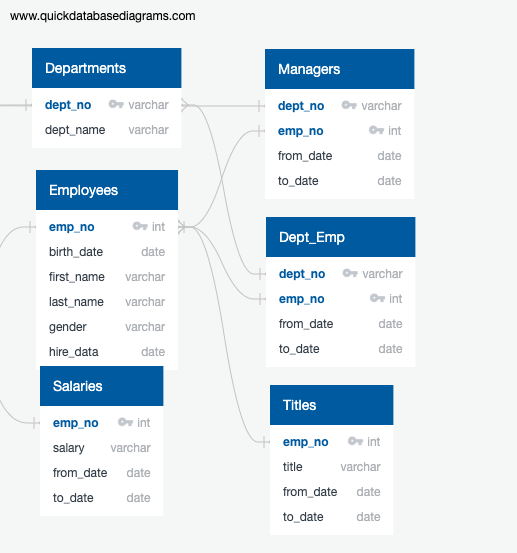 www.quickdatabasediagrams.com
Departments
dept_no varchar
dept_name varchar
Employees
emp_no int
birth_date date
first_name varchar
last_name varchar
gender varchar
hire_data date
Salaries
emp_no int
salary varchar
from_date date
to_date date
Managers
dept_no varchar
emp_no int
from_date date
to_date date
Dept_Emp
dept_no varchar
emp_no int
from_date date
to_date date
Titles
emp_no int
title varchar
from_date date
to_date date